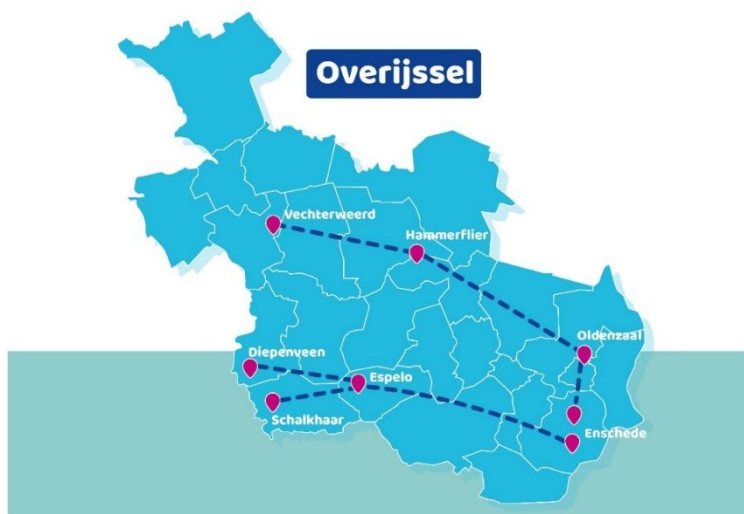 Overijssel
Vechterweerd
Hammerflier
Oldenzaal
Diepenveen
Espelo
Schalkhaar
Enschede